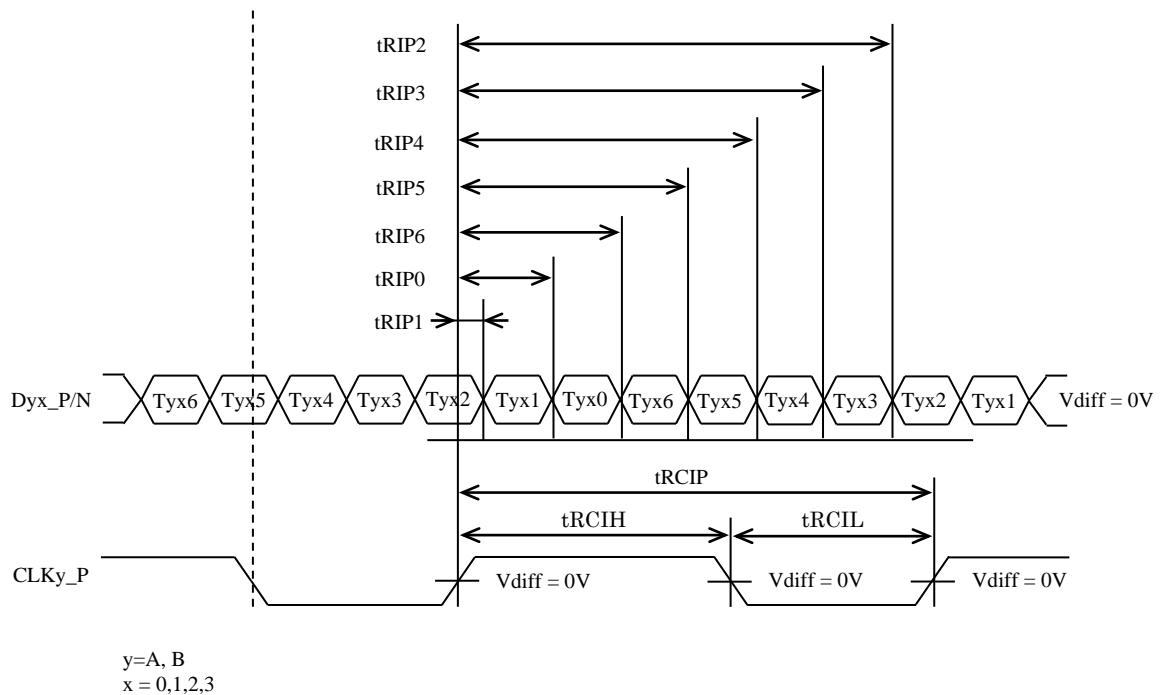 tRIP2
tRIP3
tRIP4
tRIP5
tRIP6
tRIP0
tRIP1
Dyx_P/N Tyx6 Tyx5 Tyx4 Tyx3 Tyx2 Tyx1 Tyx0 Tyx6 Tyx5 Tyx4 Tyx3 Tyx2 Tyx1 Vdiff = 0V
tRCIP
tRCIH tRCIL
CLKy_P Vdiff = 0V Vdiff = 0V Vdiff = 0V
y=A, B
x = 0,1,2,3